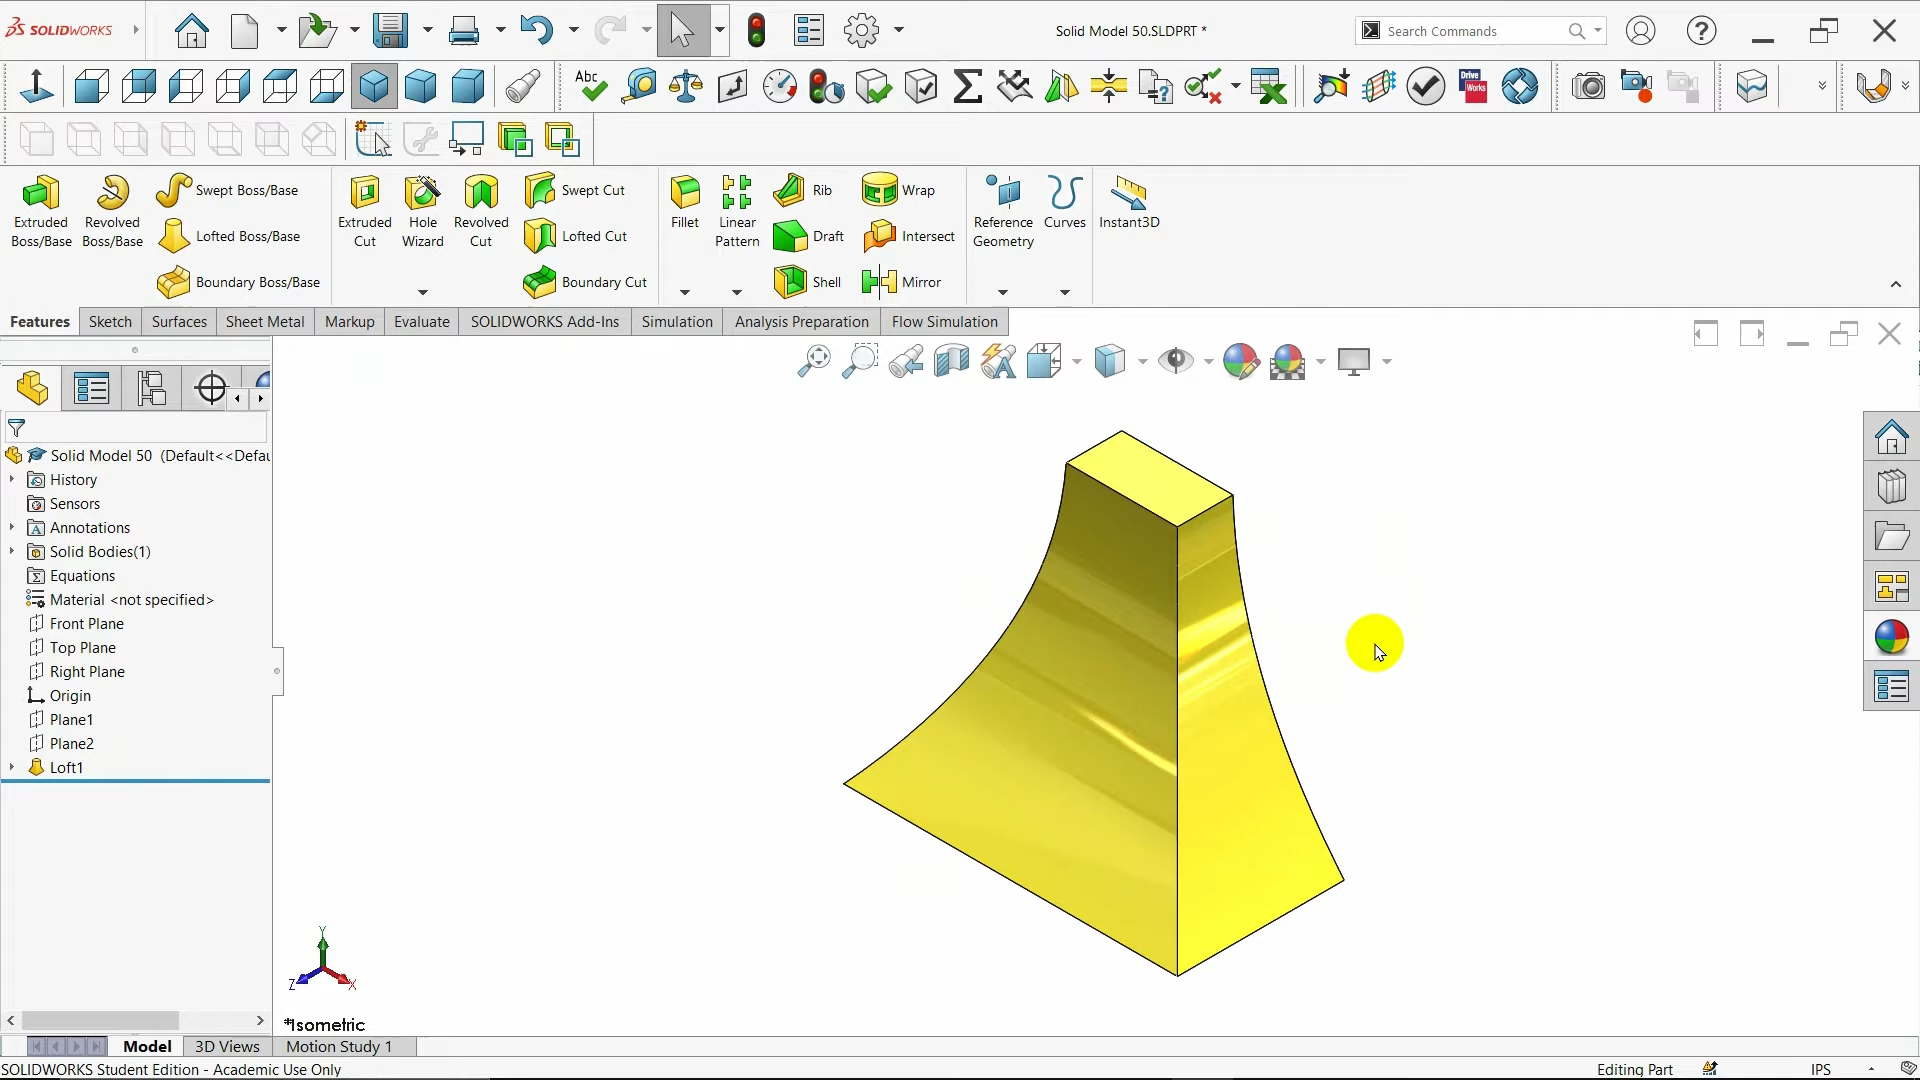 SOLIDWORKS
Solid Model 50.SLDPRT *
Search Commands
?
Abc
Drive Works
Extruded Boss/Base
Revolved Boss/Base
Swept Boss/Base
Lofted Boss/Base
Boundary Boss/Base
Extruded Cut
Hole Wizard
Revolved Cut
Swept Cut
Lofted Cut
Boundary Cut
Fillet
Linear Pattern
Rib
Draft
Shell
Wrap
Intersect
Mirror
Reference Geometry
Curves
Instant3D
Features
Sketch
Surfaces
Sheet Metal
Markup
Evaluate
SOLIDWORKS Add-Ins
Simulation
Analysis Preparation
Flow Simulation
Solid Model 50 (Default<<Defau
History
Sensors
Annotations
Solid Bodies(1)
Equations
Material <not specified>
Front Plane
Top Plane
Right Plane
Origin
Plane1
Plane2
Loft1
Y
Z
X
*Isometric
Model
3D Views
Motion Study 1
SOLIDWORKS Student Edition - Academic Use Only
Editing Part
IPS